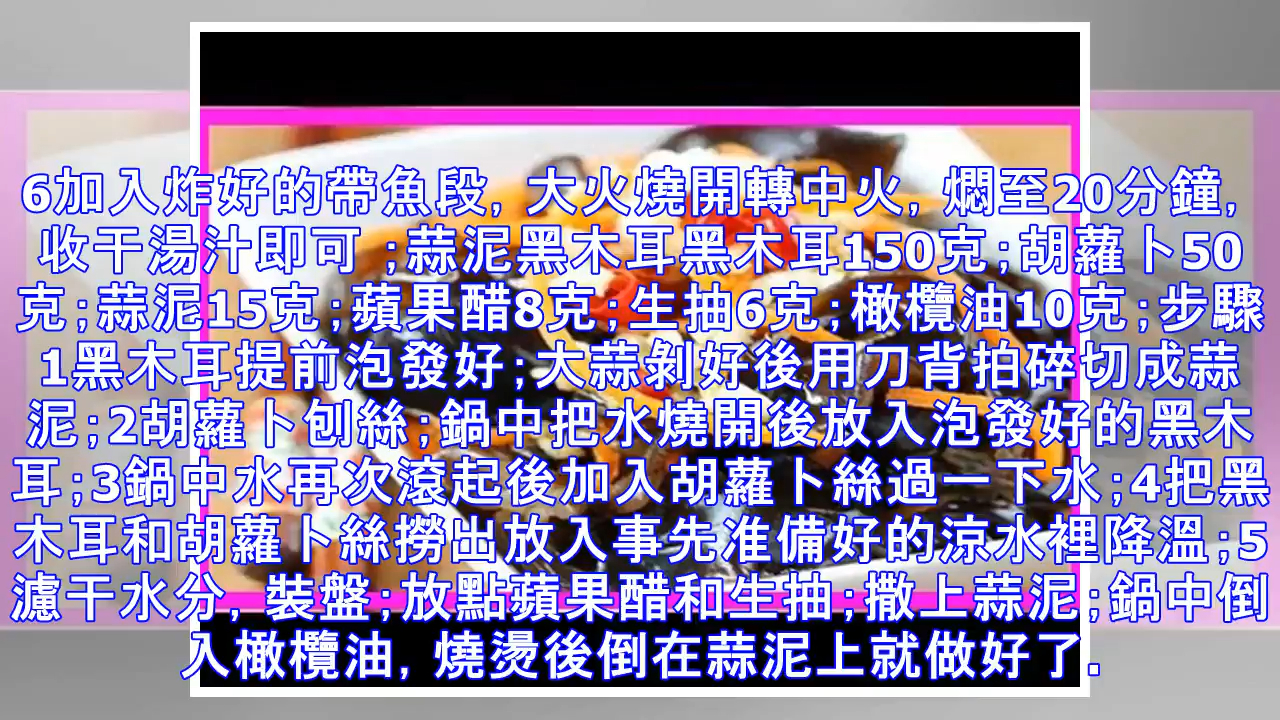 6加入炸好的帶魚段, 大火燒開轉中火, 燜至20分鐘,
收干湯汁即可 ;蒜泥黑木耳黑木耳150克;胡蘿卜50
克;蒜泥15克;蘋果醋8克;生抽6克;橄欖油10克;步驟
1黑木耳提前泡發好;大蒜剝好後用刀背拍碎切成蒜
泥;2胡蘿卜刨絲;鍋中把水燒開後放入泡發好的黑木
耳;3鍋中水再次滾起後加入胡蘿卜絲過一下水;4把黑
木耳和胡蘿卜絲撈出放入事先准備好的涼水裡降溫;5
濾干水分, 裝盤;放點蘋果醋和生抽;撒上蒜泥;鍋中倒
入橄欖油, 燒燙後倒在蒜泥上就做好了.